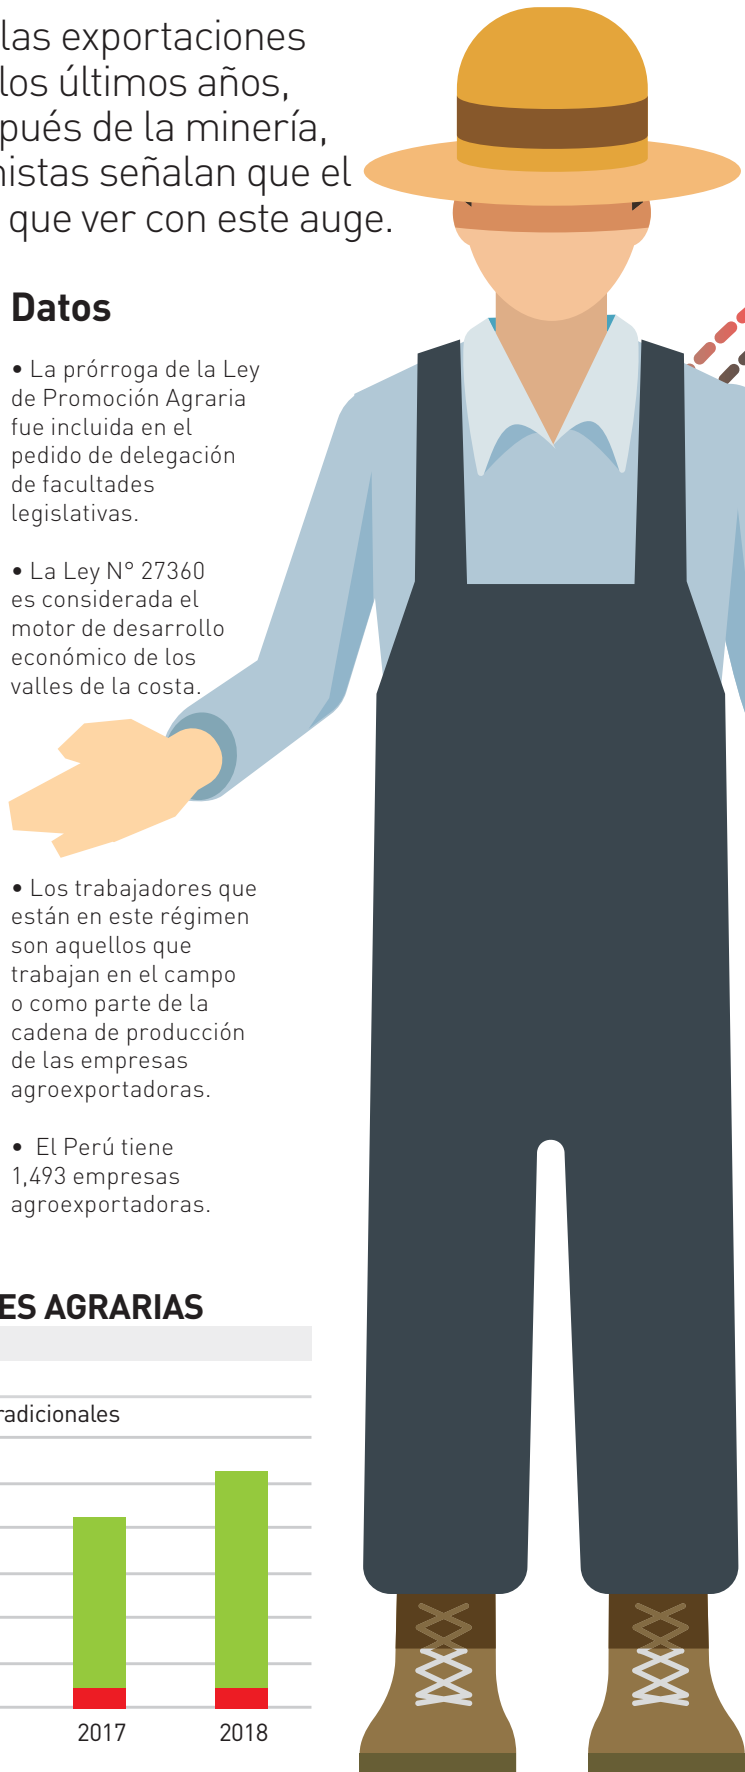 las exportaciones
los últimos años,
pués de la minería,
nistas señalan que el
que ver con este auge.
Datos
• La prórroga de la Ley
de Promoción Agraria
fue incluida en el
pedido de delegación
de facultades
legislativas.
• La Ley N° 27360
es considerada el
motor de desarrollo
económico de los
valles de la costa.
• Los trabajadores que
están en este régimen
son aquellos que
trabajan en el campo
o como parte de la
cadena de producción
de las empresas
agroexportadoras.
• El Perú tiene
1,493 empresas
agroexportadoras.
ES AGRARIAS
radicionales
2017 2018